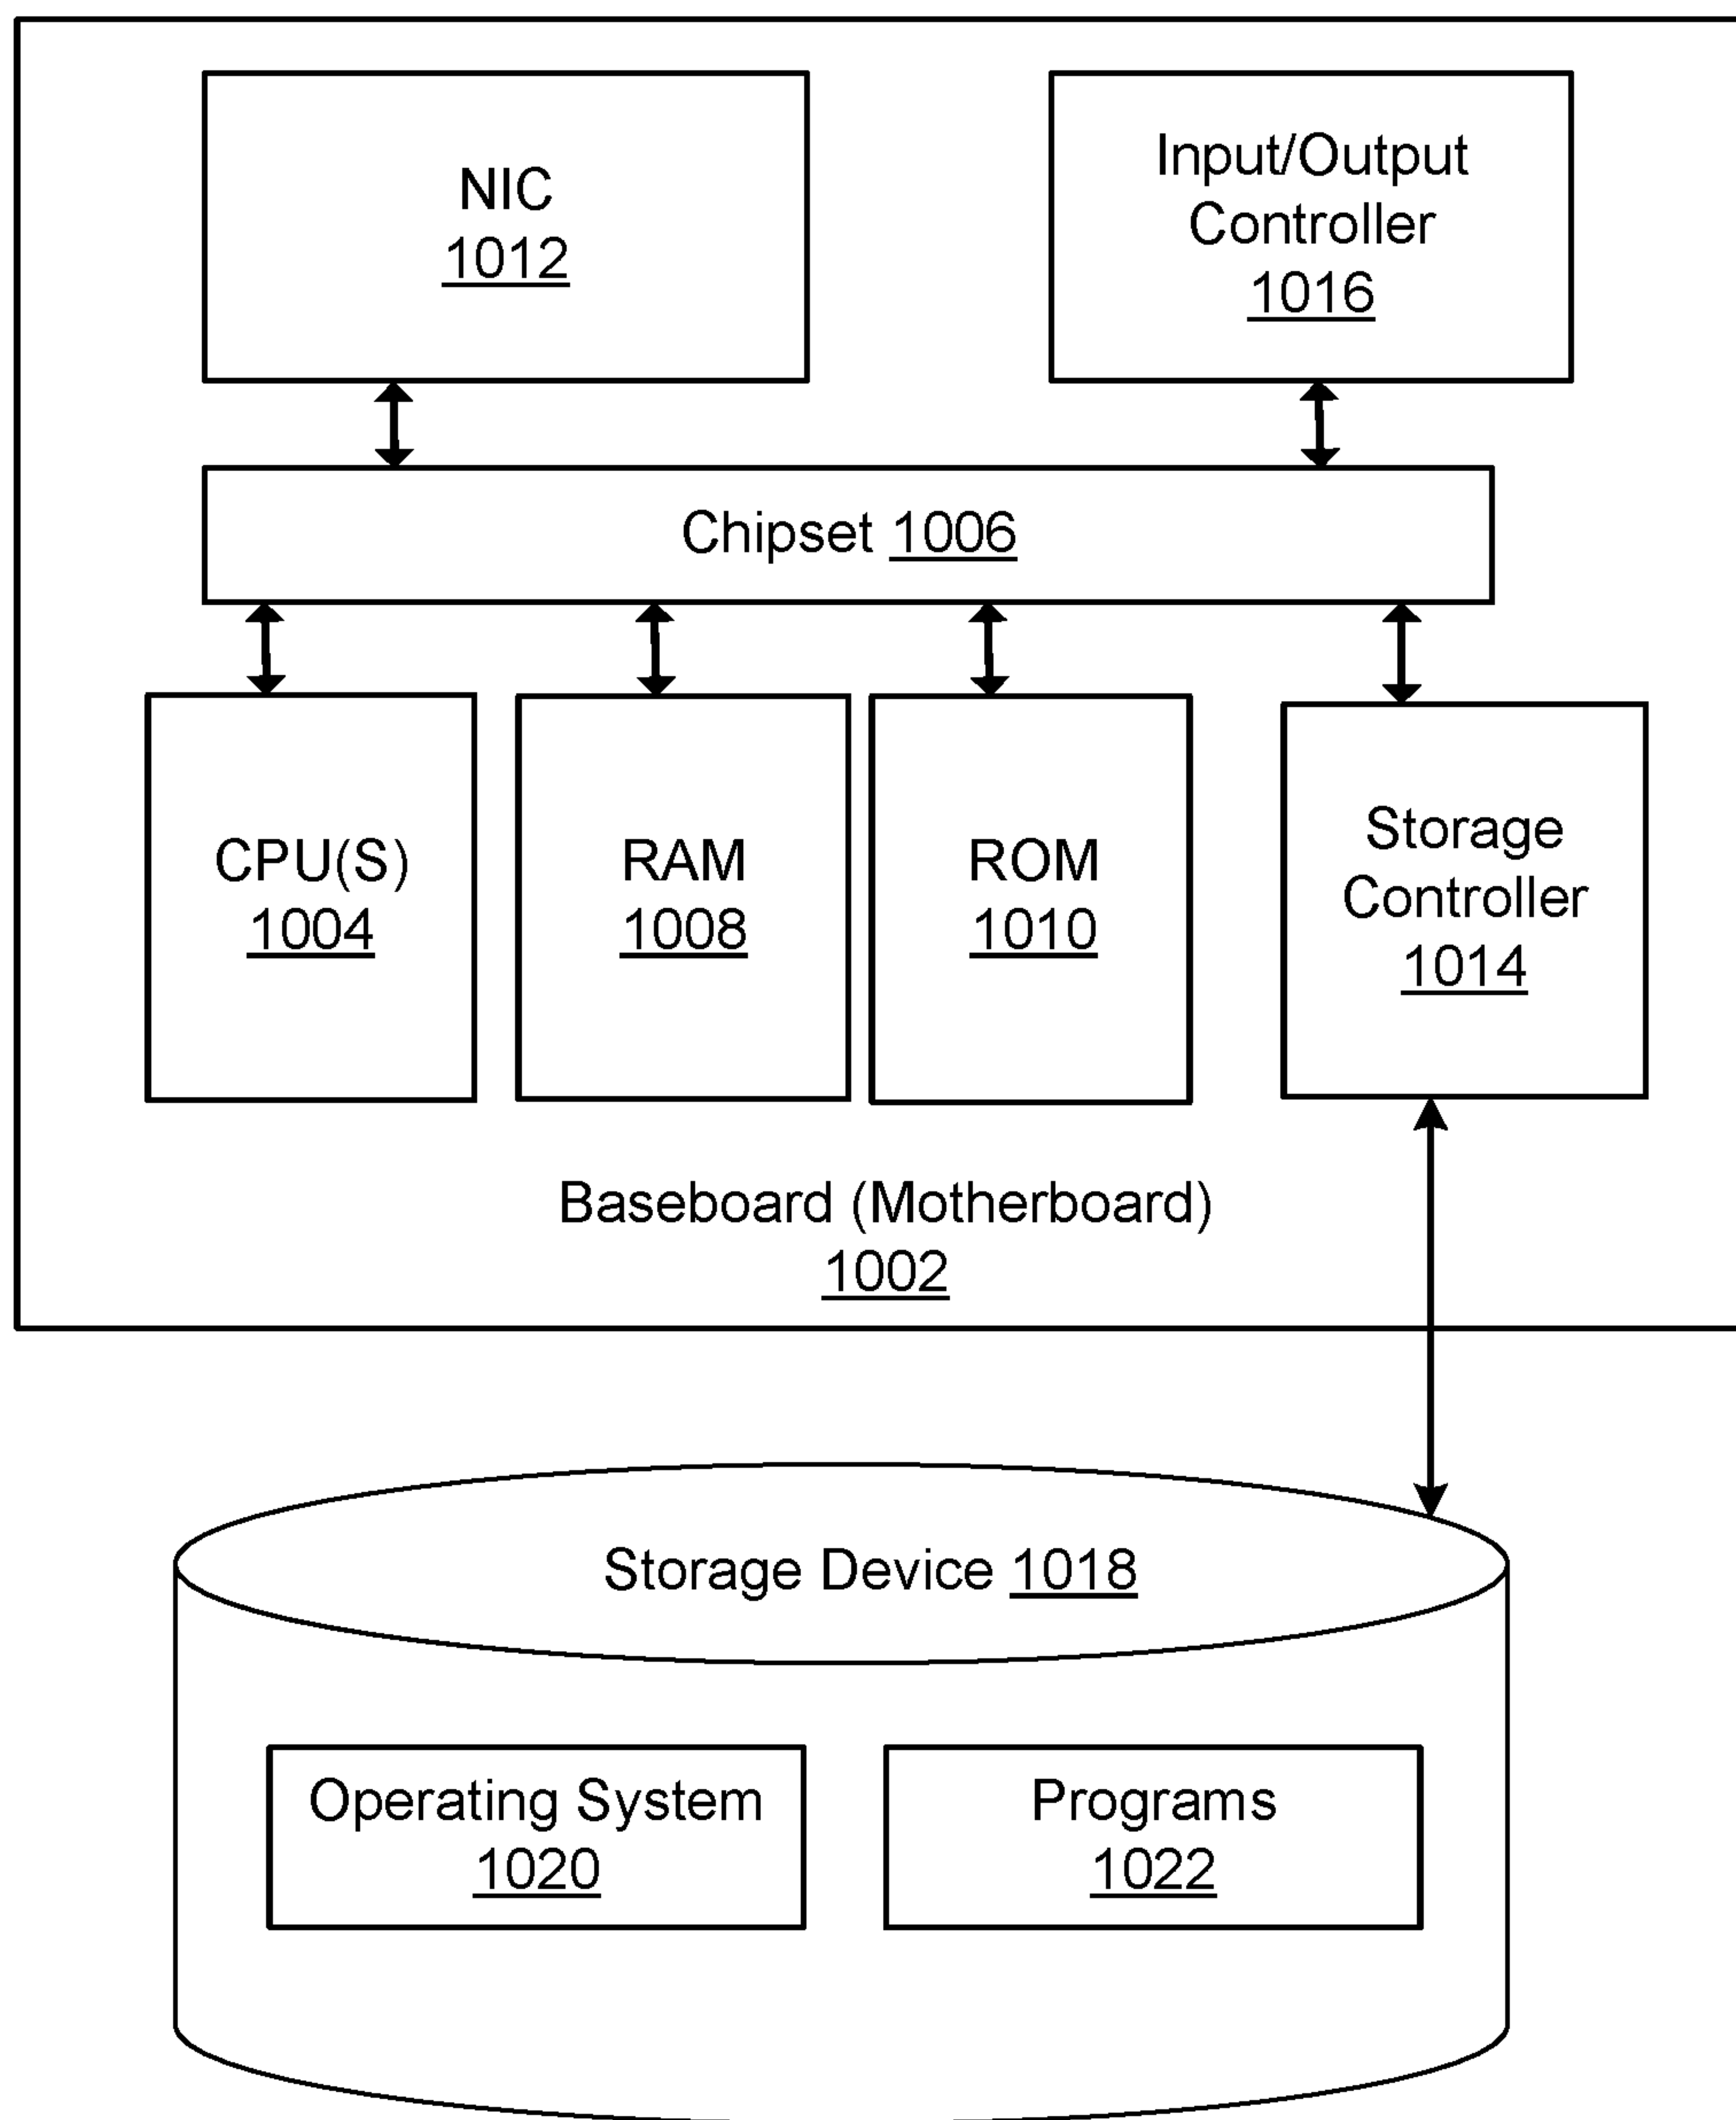 NIC
1012
Input/Output
Controller
1016
Chipset 1006
CPU(S)
1004
RAM
1008
ROM
1010
Storage
Controller
1014
Baseboard (Motherboard)
1002
Storage Device 1018
Operating System
1020
Programs
1022